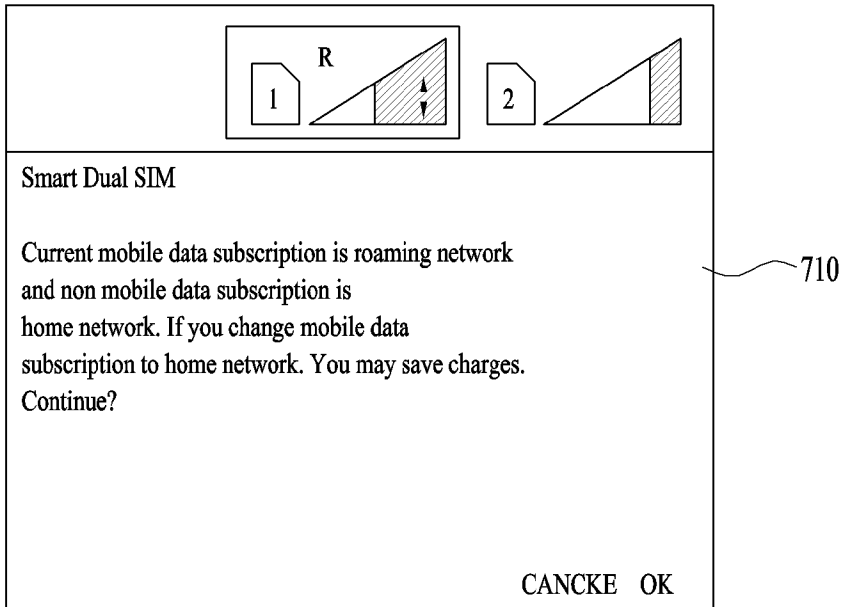 R
1
2
Smart Dual SIM
Current mobile data subscription is roaming network
and non mobile data subscription is
home network. If you change mobile data
subscription to home network. You may save charges.
Continue?
710
CANCKE OK